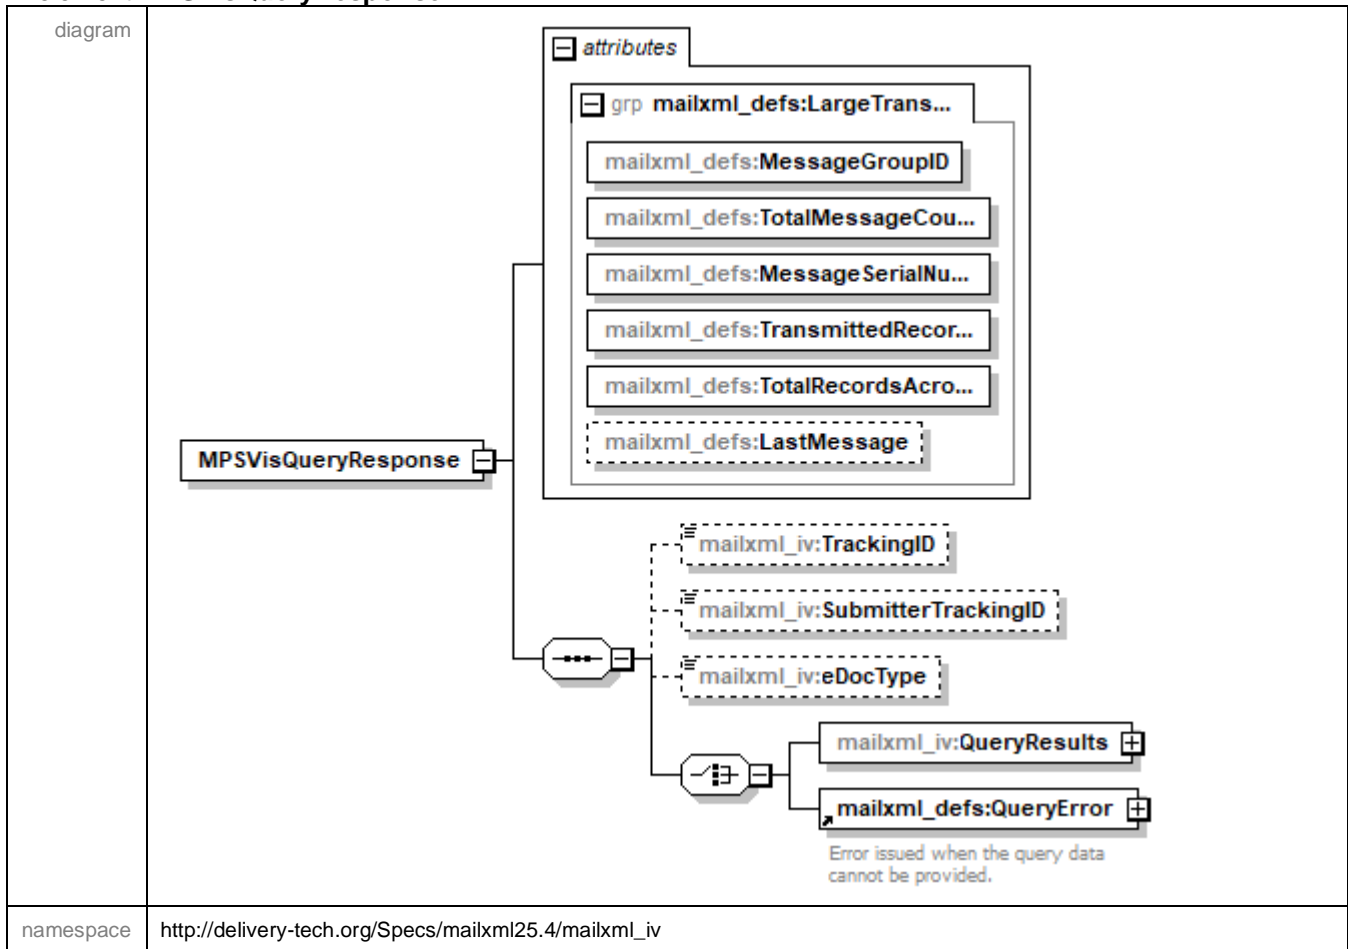 diagram
attributes
grp mailxml_defs:LargeTrans...
mailxml_defs:MessageGroupID
mailxml_defs:TotalMessageCou...
mailxml_defs:MessageSerialNu...
mailxml_defs:TransmittedRecor...
mailxml_defs:TotalRecordsAcro...
mailxml_defs:LastMessage
MPSVisQueryResponse
mailxml_iv:TrackingID
mailxml_iv:SubmitterTrackingID
mailxml_iv:eDocType
mailxml_iv:QueryResults
mailxml_defs:QueryError
Error issued when the query data
cannot be provided.
namespace
http://delivery-tech.org/Specs/mailxml25.4/mailxml_iv